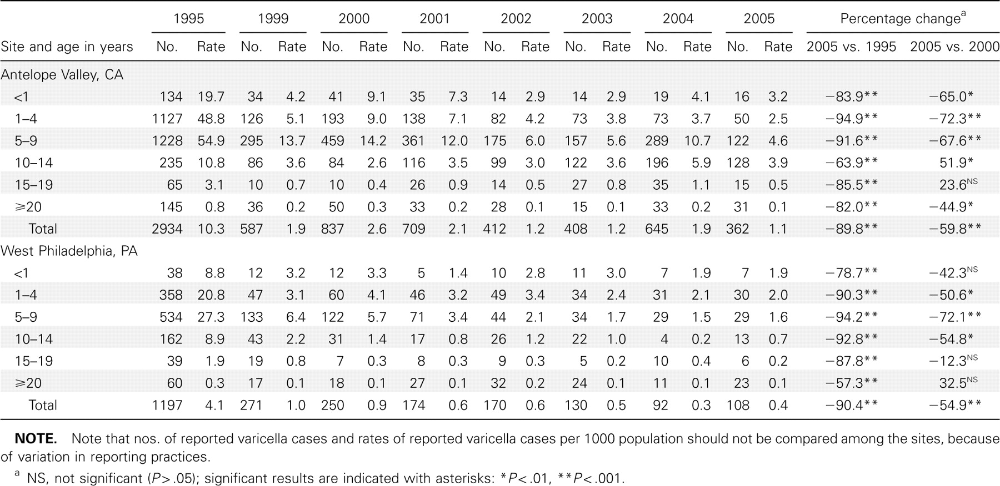 1995 1999 2000 2001 2002 2003 2004 2005 Percentage changeᵃ
Site and age in years No. Rate No. Rate No. Rate No. Rate No. Rate No. Rate No. Rate No. Rate 2005 vs. 1995 2005 vs. 2000
Antelope Valley, CA
<1 134 19.7 34 4.2 41 9.1 35 7.3 14 2.9 14 2.9 19 4.1 16 3.2 −83.9** −65.0*
1–4 1127 48.8 126 5.1 193 9.0 138 7.1 82 4.2 73 3.8 73 3.7 50 2.5 −94.9** −72.3**
5–9 1228 54.9 295 13.7 459 14.2 361 12.0 175 6.0 157 5.6 289 10.7 122 4.6 −91.6** −67.6**
10–14 235 10.8 86 3.6 84 2.6 116 3.5 99 3.0 122 3.6 196 5.9 128 3.9 −63.9** 51.9*
15–19 65 3.1 10 0.7 10 0.4 26 0.9 14 0.5 27 0.8 35 1.1 15 0.5 −85.5** 23.6ᴺˢ
⩾20 145 0.8 36 0.2 50 0.3 33 0.2 28 0.1 15 0.1 33 0.2 31 0.1 −82.0** −44.9*
Total 2934 10.3 587 1.9 837 2.6 709 2.1 412 1.2 408 1.2 645 1.9 362 1.1 −89.8** −59.8**
West Philadelphia, PA
<1 38 8.8 12 3.2 12 3.3 5 1.4 10 2.8 11 3.0 7 1.9 7 1.9 −78.7** −42.3ᴺˢ
1–4 358 20.8 47 3.1 60 4.1 46 3.2 49 3.4 34 2.4 31 2.1 30 2.0 −90.3** −50.6*
5–9 534 27.3 133 6.4 122 5.7 71 3.4 44 2.1 34 1.7 29 1.5 29 1.6 −94.2** −72.1**
10–14 162 8.9 43 2.2 31 1.4 17 0.8 26 1.2 22 1.0 4 0.2 13 0.7 −92.8** −54.8*
15–19 39 1.9 19 0.8 7 0.3 8 0.3 9 0.3 5 0.2 10 0.4 6 0.2 −87.8** −12.3ᴺˢ
⩾20 60 0.3 17 0.1 18 0.1 27 0.1 32 0.2 24 0.1 11 0.1 23 0.1 −57.3** 32.5ᴺˢ
Total 1197 4.1 271 1.0 250 0.9 174 0.6 170 0.6 130 0.5 92 0.3 108 0.4 −90.4** −54.9**
NOTE. Note that nos. of reported varicella cases and rates of reported varicella cases per 1000 population should not be compared among the sites, because
of variation in reporting practices.
ᵃ NS, not significant (P>.05); significant results are indicated with asterisks: *P<.01, **P<.001.